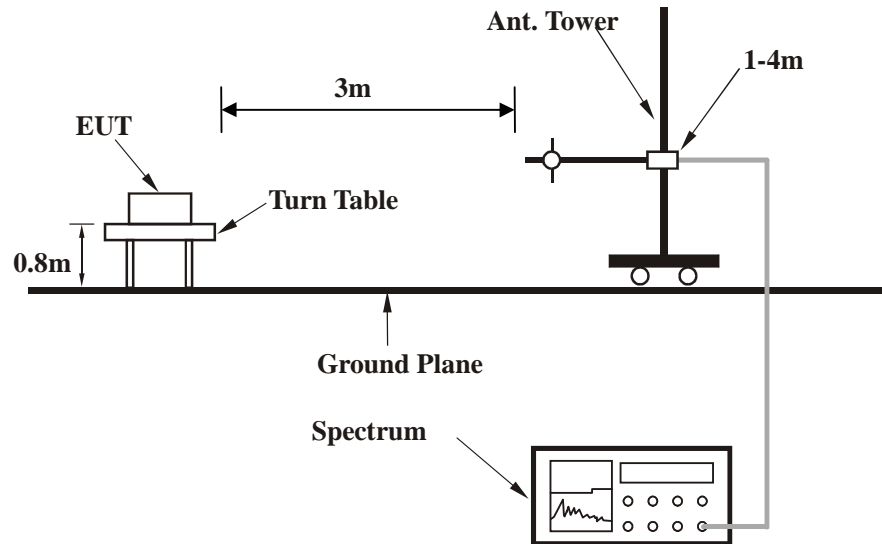 Ant. Tower
1-4m
3m
EUT
Turn Table
0.8m
Ground Plane
Spectrum